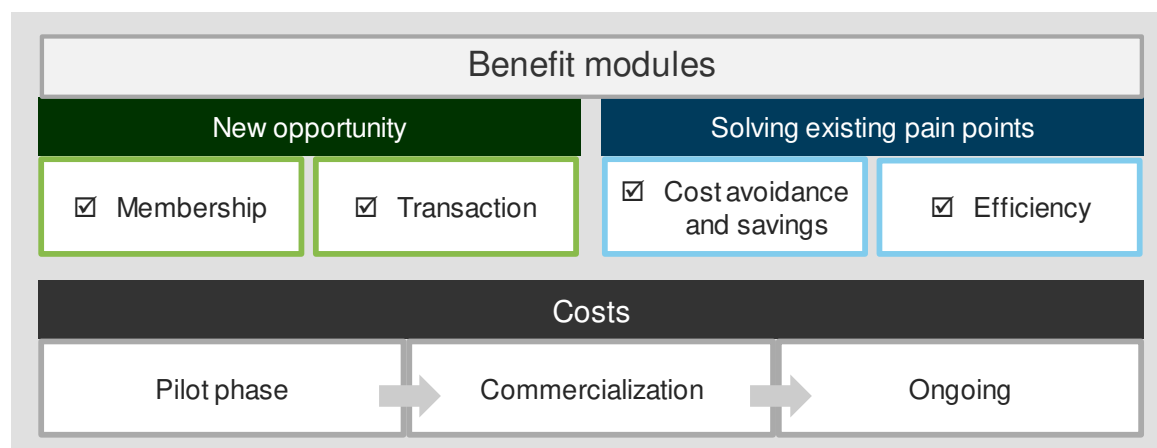 Benefit modules
New opportunity
Solving existing pain points
☑ Membership
☑ Transaction
☑ Cost avoidance
and savings
☑ Efficiency
Costs
Pilot phase
Commercialization
Ongoing